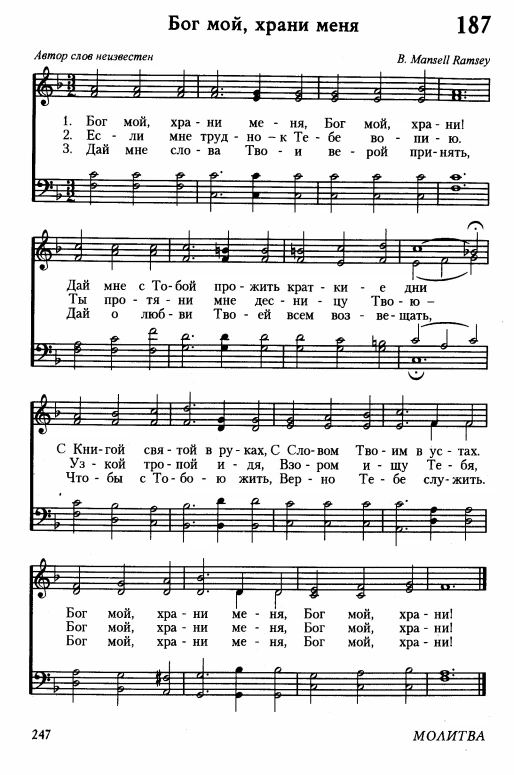 Бог мой, храни меня 187
Автор слов неизвестен B. Mansell Ramsey
1. Бог мой, хра - ни ме - ня, Бог мой, хра - ни!
2. Ес - ли мне труд - но – к Те - бе во - пи - ю.
3. Дай мне сло - ва Тво - и ве - рой при - нять,
Дай мне с То - бой про - жить крат - ки - е дни
Ты про - тя - ни мне дес - ни - цу Тво - ю –
Дай о люб - ви Тво - ей всем воз - ве - щать,
С Кни - гой свя - той в ру - ках, С Сло - вом Тво - им в ус - тах.
Уз - кой тро - пой и - дя, Взо - ром и - щу Те - бя,
Что - бы с То - бо - ю жить, Вер - но Те - бе слу - жить.
Бог мой, хра - ни ме - ня, Бог мой, хра - ни!
Бог мой, хра - ни ме - ня, Бог мой, хра - ни!
Бог мой, хра - ни ме - ня, Бог мой, хра - ни!
247 МОЛИТВА